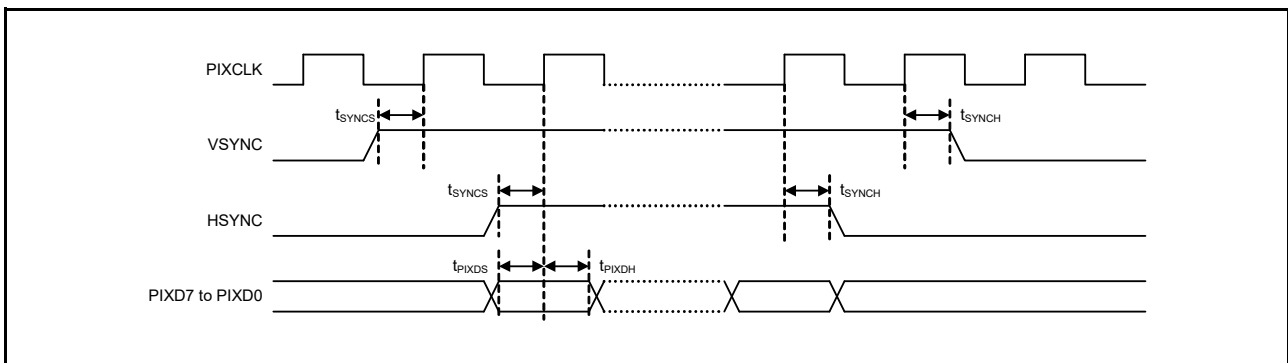 PIXCLK
tSYNCS
tSYNCH
VSYNC
tSYNCS
tSYNCH
HSYNC
tPIXDS
tPIXDH
PIXD7 to PIXD0